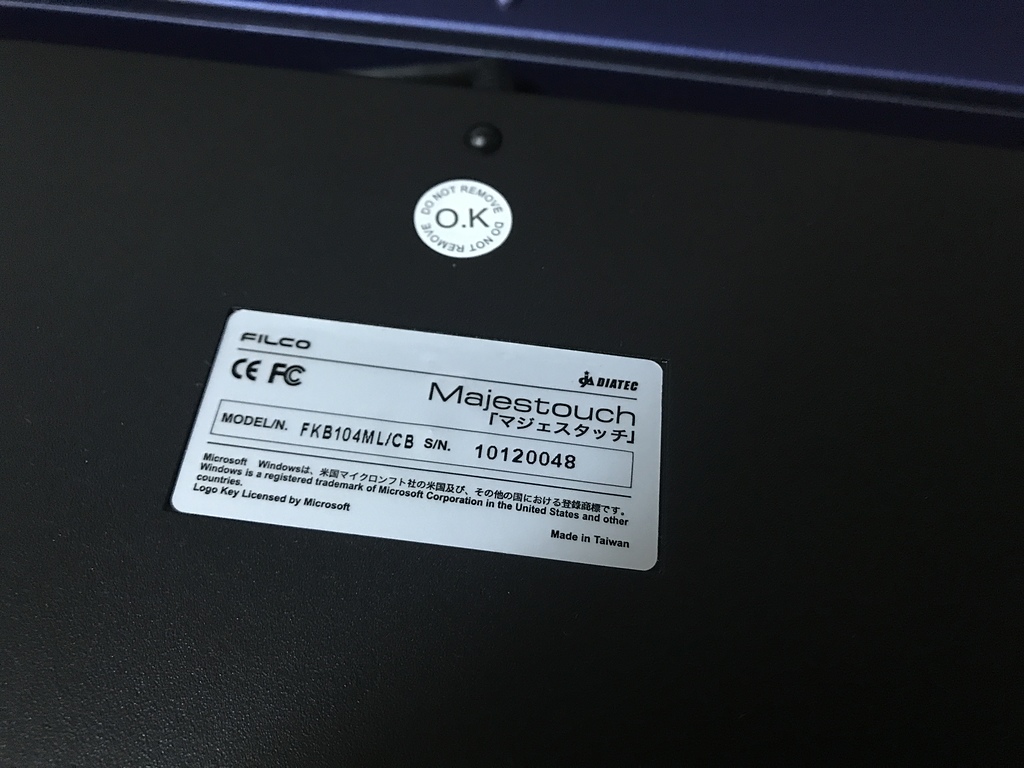 DO NOT REMOVE DO NOT REMOVE
O.K
FILCO
CE FC
DIATEC
Majestouch
「マジェスタッチ」
MODEL/N. FKB104ML/CB S/N. 10120048
Microsoft Windowsは、米国マイクロソフト社の米国及び、その他の国における登録商標です。
Windows is a registered trademark of Microsoft Corporation in the United States and other
countries.
Logo Key Licensed by Microsoft
Made in Taiwan